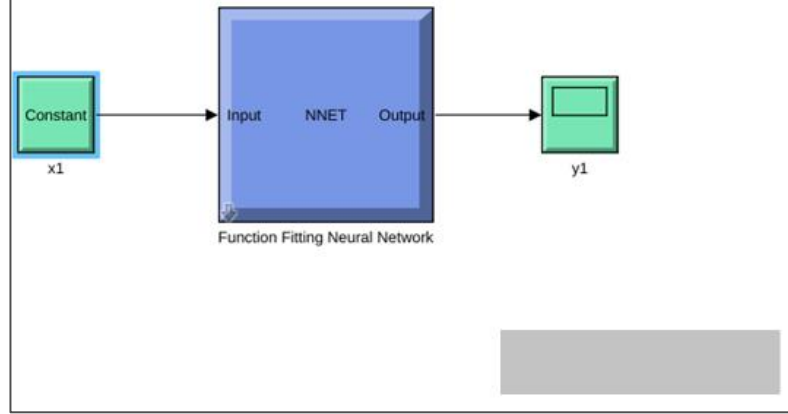 Constant
Input NNET Output
x1
y1
Function Fitting Neural Network